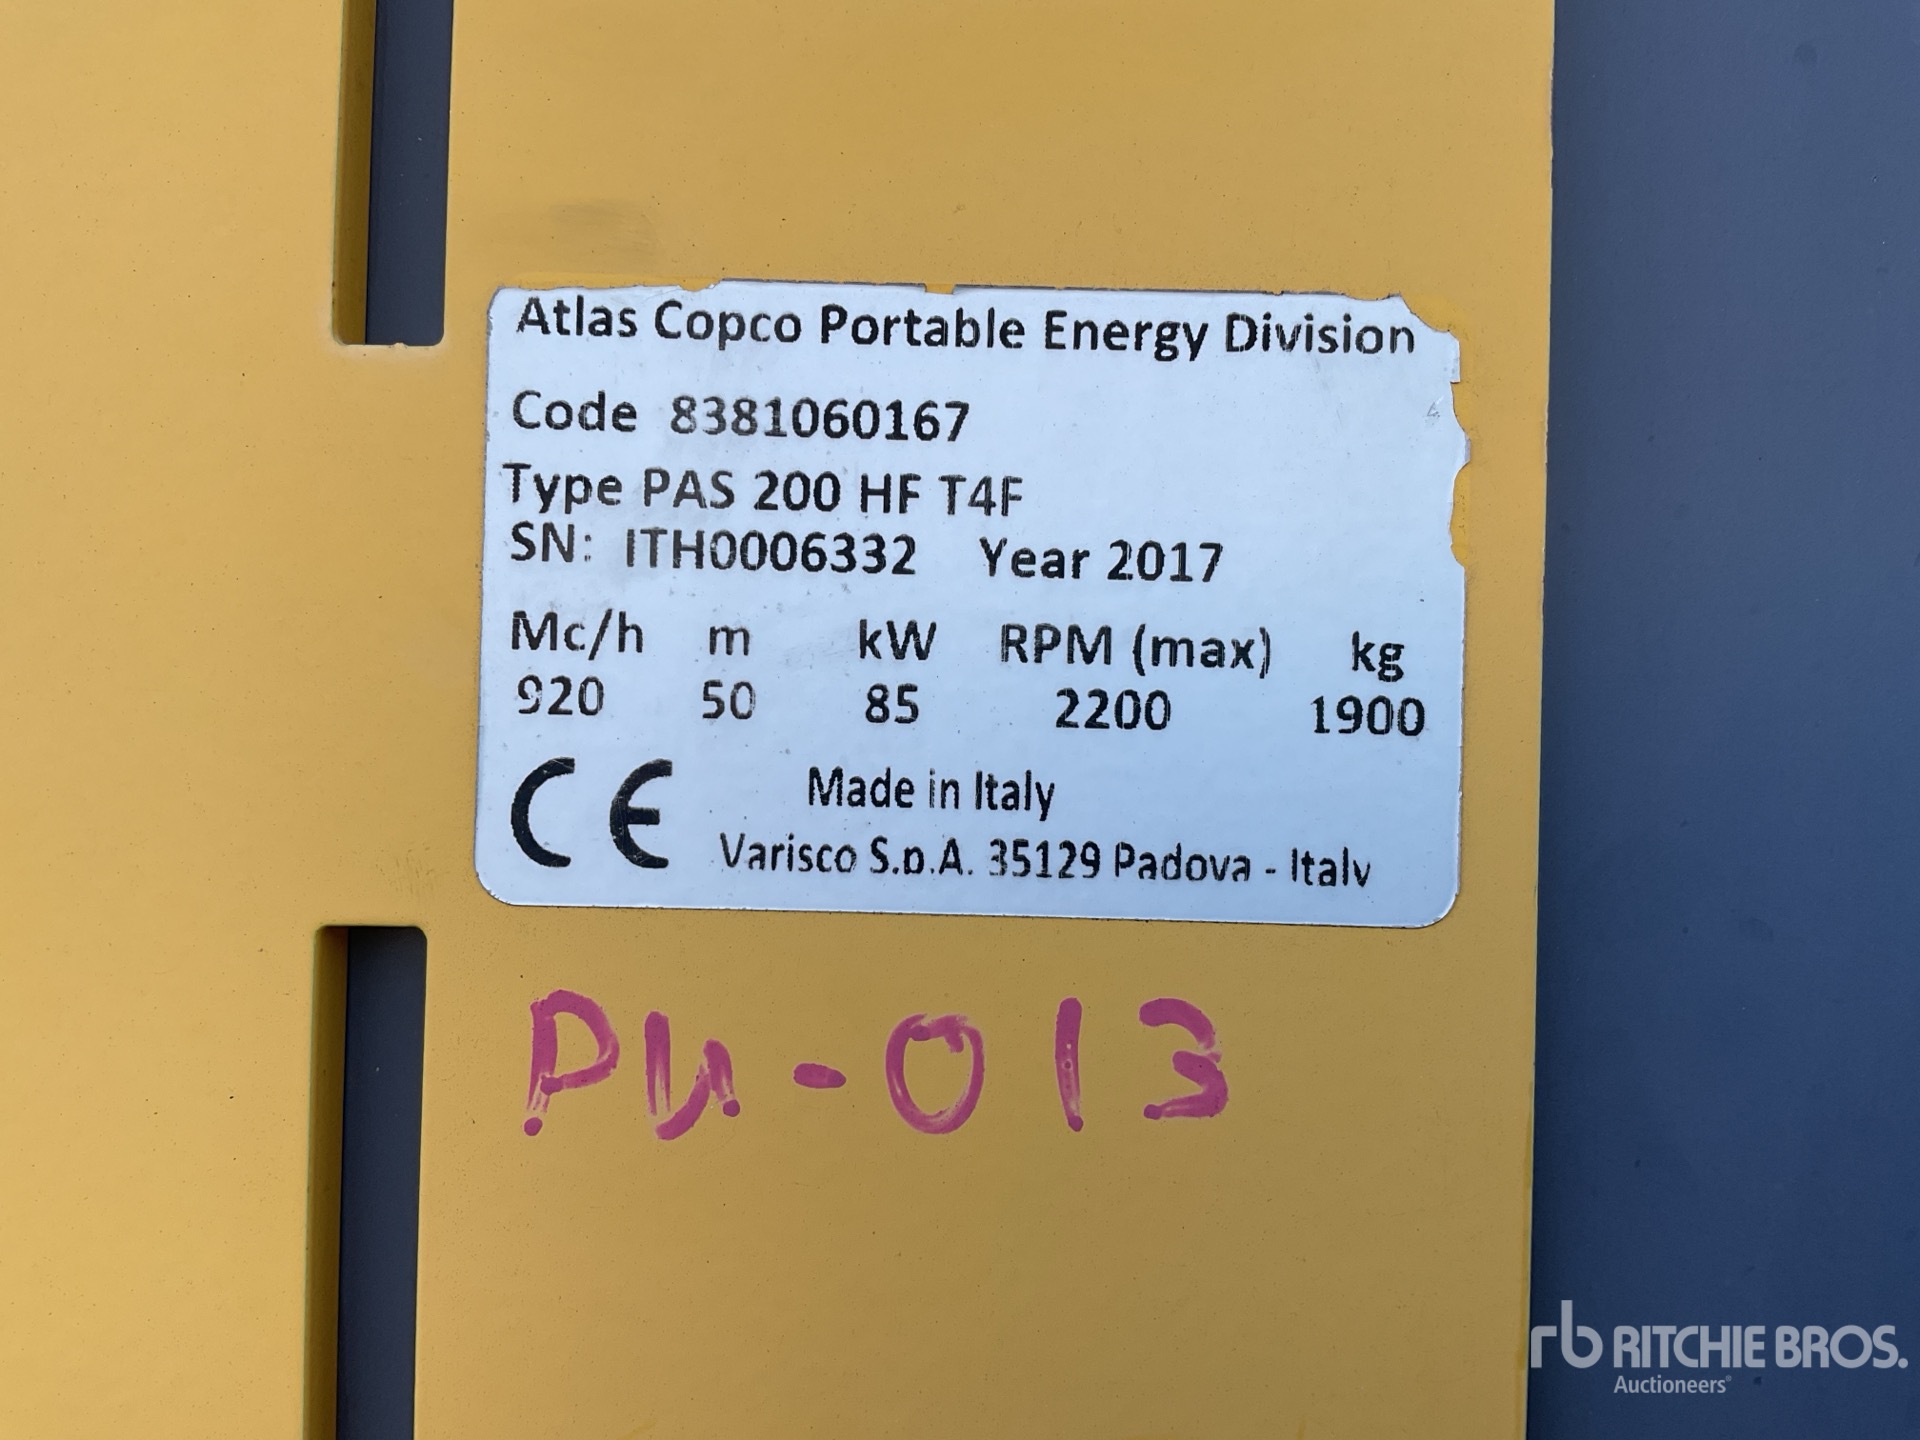 Atlas Copco Portable Energy Division
Code 8381060167
Type PAS 200 HF T4F
SN: ITH0006332 Year 2017
Mc/h m kW RPM (max) kg
920 50 85 2200 1900
CE Made in Italy
Varisco S.p.A. 35129 Padova - Italy
PU-013
rb RITCHIE BROS.
Auctioneers®